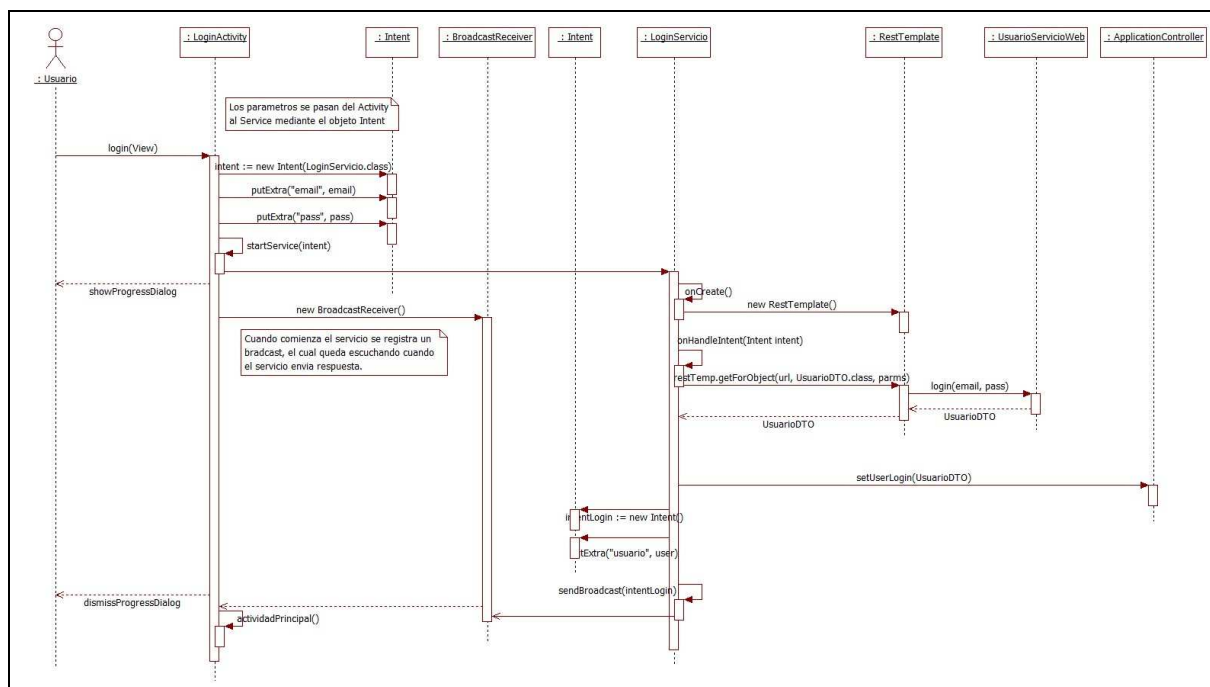 : LoginActivity
: Intent
: BroadcastReceiver
: Intent
: LoginServicio
: RestTemplate
: UsuarioServicioWeb
: ApplicationController
: Usuario
Los parametros se pasan del Activity
al Service mediante el objeto Intent
login(View)
intent := new Intent(LoginServicio.class)
putExtra("email", email)
putExtra("pass", pass)
startService(intent)
showProgressDialog
onCreate()
new RestTemplate()
new BroadcastReceiver()
Cuando comienza el servicio se registra un
bradcast, el cual queda escuchando cuando
el servicio envia respuesta.
onHandleIntent(Intent intent)
restTemp.getForObject(url, UsuarioDTO.class, parms)
login(email, pass)
UsuarioDTO
UsuarioDTO
setUserLogin(UsuarioDTO)
intentLogin := new Intent()
tExtra("usuario", user)
sendBroadcast(intentLogin)
dismissProgressDialog
actividadPrincipal()